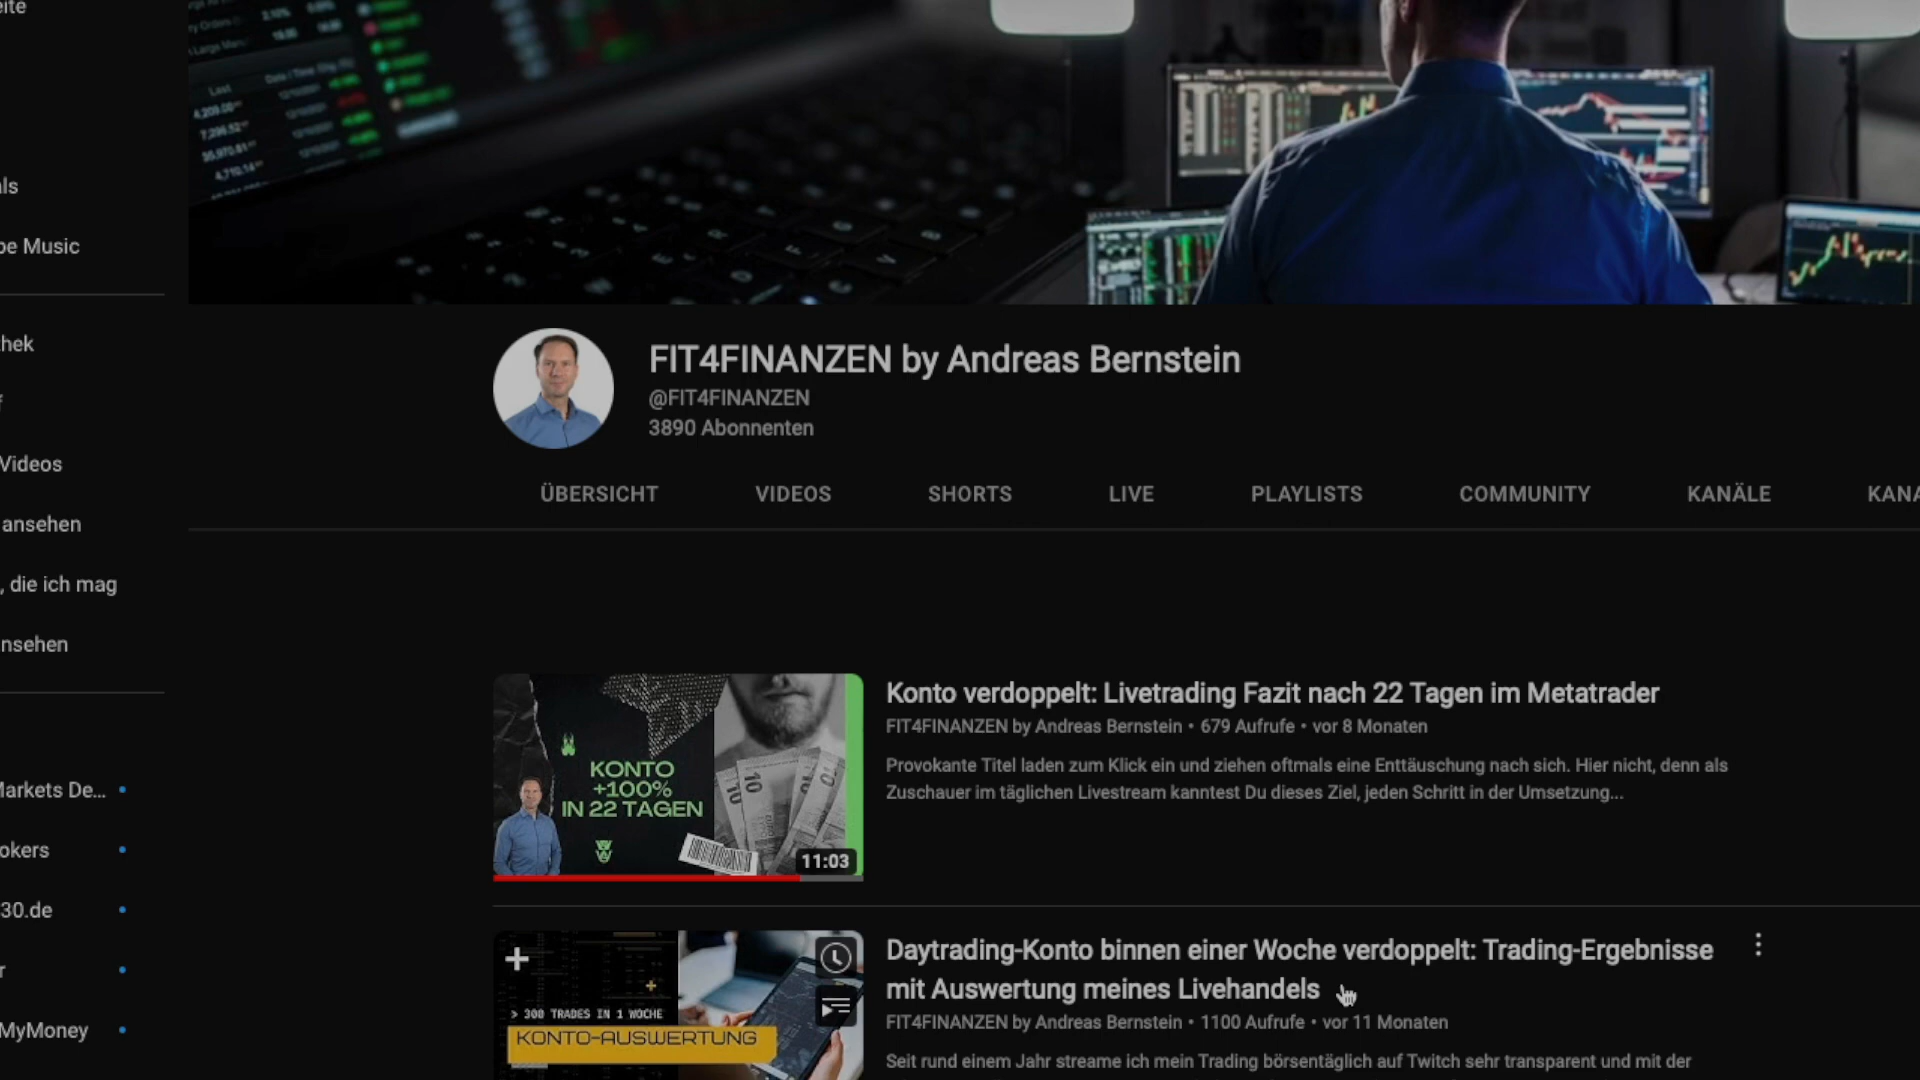 eite
ls
be Music
hek
f
Videos
ansehen
, die ich mag
nsehen
Markets De...
okers
30.de
r
MyMoney
Last
FIT4FINANZEN by Andreas Bernstein
@FIT4FINANZEN
3890 Abonnenten
ÜBERSICHT VIDEOS SHORTS LIVE PLAYLISTS COMMUNITY KANÄLE KANA
KONTO
+100%
IN 22 TAGEN
11:03
Konto verdoppelt: Livetrading Fazit nach 22 Tagen im Metatrader
FIT4FINANZEN by Andreas Bernstein • 679 Aufrufe • vor 8 Monaten
Provokante Titel laden zum Klick ein und ziehen oftmals eine Enttäuschung nach sich. Hier nicht, denn als
Zuschauer im täglichen Livestream kanntest Du dieses Ziel, jeden Schritt in der Umsetzung...
> 300 TRADES IN 1 WOCHE
KONTO-AUSWERTUNG
Daytrading-Konto binnen einer Woche verdoppelt: Trading-Ergebnisse
mit Auswertung meines Livehandels
FIT4FINANZEN by Andreas Bernstein • 1100 Aufrufe • vor 11 Monaten
Seit rund einem Jahr streame ich mein Trading börsentäglich auf Twitch sehr transparent und mit der